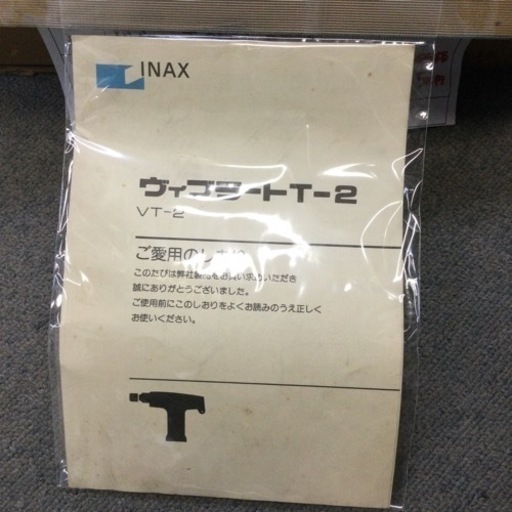 INAX
ヴィブラートT-2
VT-2
ご愛用のしおり
このたびは弊社製品をお買い求めいただき
誠にありがとうございました。
ご使用前にこのしおりをよくお読みのうえ正しく
お使いください。